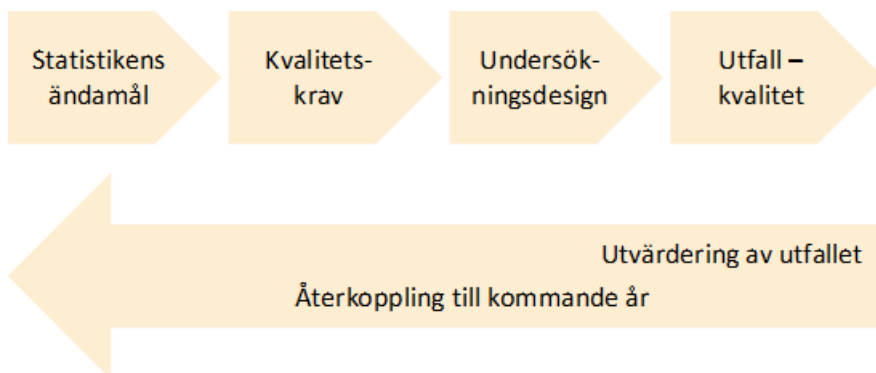 Statistikens
ändamål
Kvalitets-
krav
Undersök-
ningsdesign
Utfall –
kvalitet
Utvärdering av utfallet
Återkoppling till kommande år